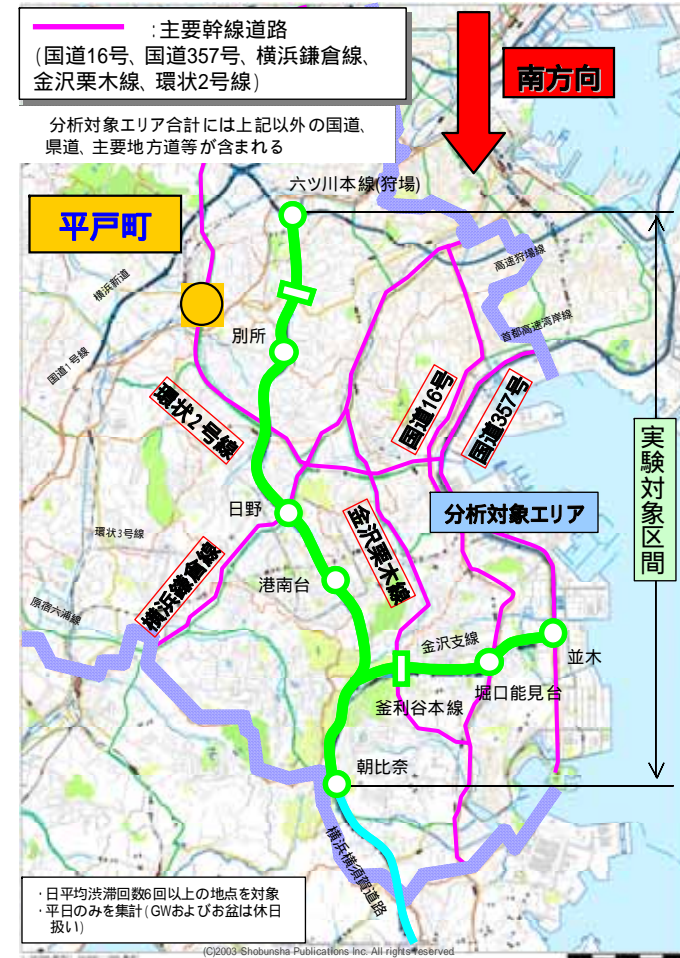 :主要幹線道路
(国道16号、国道357号、横浜鎌倉線、
金沢栗木線、環状2号線)
分析対象エリア合計には上記以外の国道、
県道、主要地方道等が含まれる
南方向
六ツ川本線(狩場)
平戸町
高速狩場線
横浜新道
首都高速湾岸線
別所
国道1号線
国道16号
国道357号
環状2号線
実験対象区間
分析対象エリア
日野
金沢栗木線
環状3号線
港南台
横浜鎌倉線
原宿六浦線
金沢支線
並木
堀口能見台
釜利谷本線
朝比奈
横浜横須賀道路
・日平均渋滞回数6回以上の地点を対象
・平日のみを集計(GWおよびお盆は休日
扱い)
(C)2003 Shobunsha Publications Inc. All rights reserved